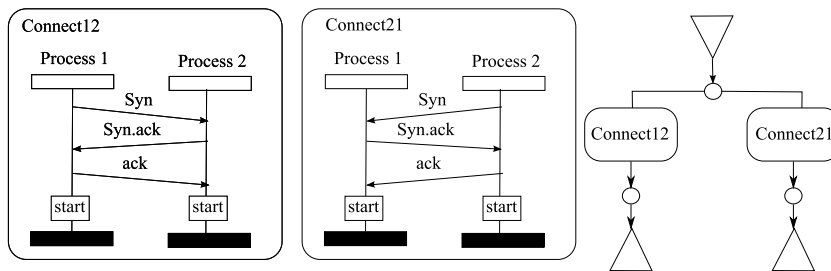 Connect12
Process 1 Process 2
Syn
Syn.ack
ack
start start
Connect21
Process 1 Process 2
Syn
Syn.ack
ack
start start
Connect12 Connect21